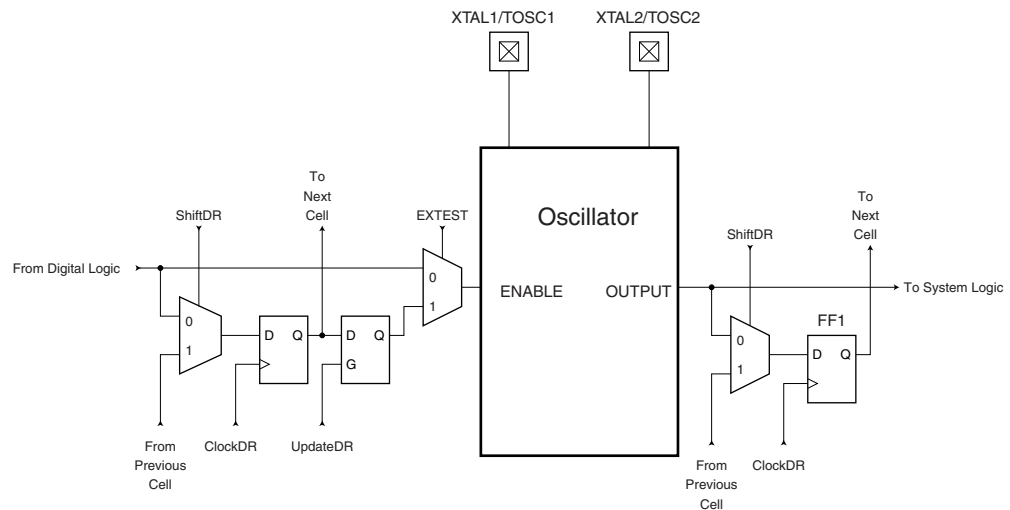 XTAL1/TOSC1
XTAL2/TOSC2
To
Next
Cell
ShiftDR
EXTEST
From Digital Logic
0
1
D
Q
D
Q
G
0
1
From
Previous
Cell
ClockDR
UpdateDR
Oscillator
ENABLE
OUTPUT
To
Next
Cell
ShiftDR
To System Logic
FF1
0
1
D
Q
From
Previous
Cell
ClockDR